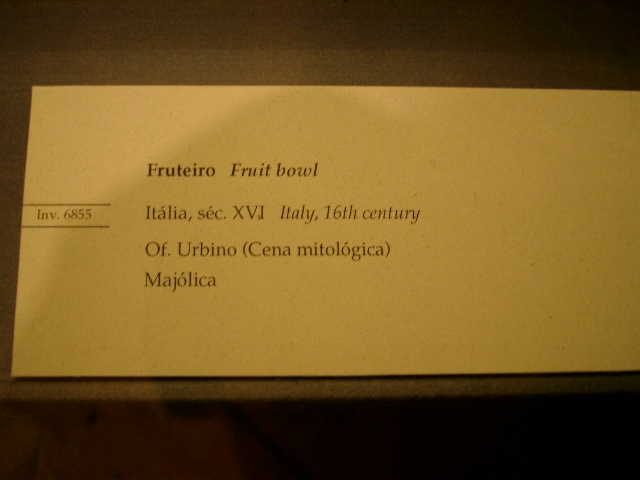 Fruteiro Fruit bowl
Inv. 6855
Itália, séc. XVI Italy, 16th century
Of. Urbino (Cena mitológica)
Majólica